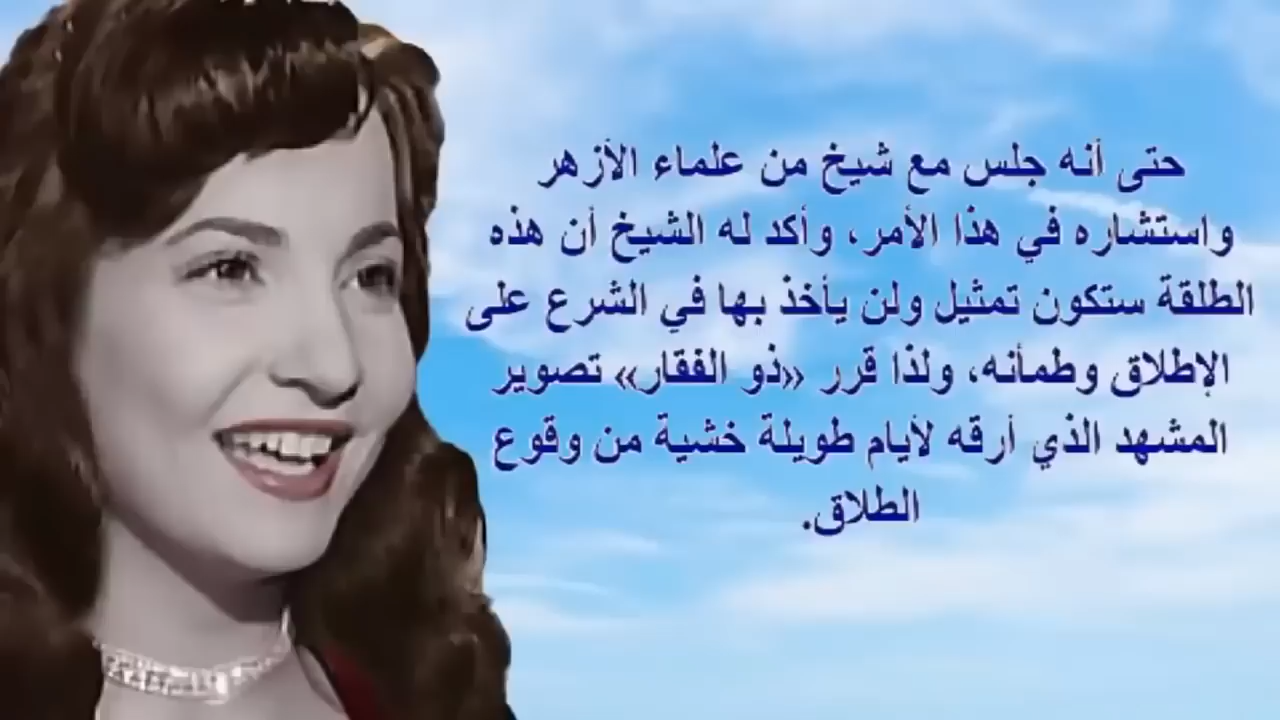 حتى أنه جلس مع شيخ من علماء الأزهر
واستشاره في هذا الأمر، وأكد له الشيخ أن هذه
الطلقة ستكون تمثيل ولن يأخذ بها في الشرع على
الإطلاق وطمأنه، ولذا قرر «ذو الفقار» تصوير
المشهد الذي أرقه لأيام طويلة خشية من وقوع
الطلاق.